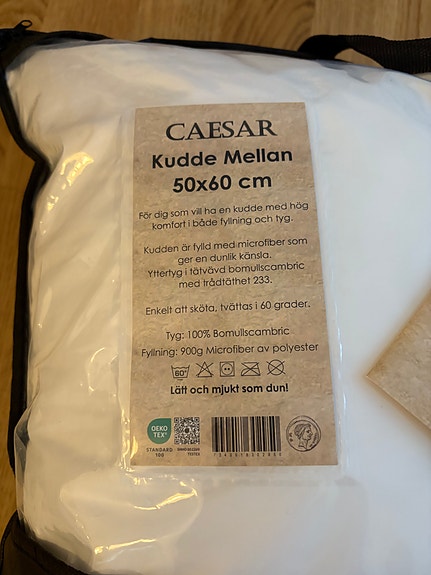 CAESAR
Kudde Mellan
50x60 cm
För dig som vill ha en kudde med hög
komfort i både fyllning och tyg.
Kudden är fylld med microfiber som
ger en dunlik känsla.
Yttertyg i tätvävd bomullscambric
med trådtäthet 233.
Enkelt att sköta, tvättas i 60 grader.
Tyg: 100% Bomullscambric
Fyllning: 900g Microfiber av polyester
60°
Lätt och mjukt som dun!
OEKO
TEX®
STANDARD
100
TESTEX